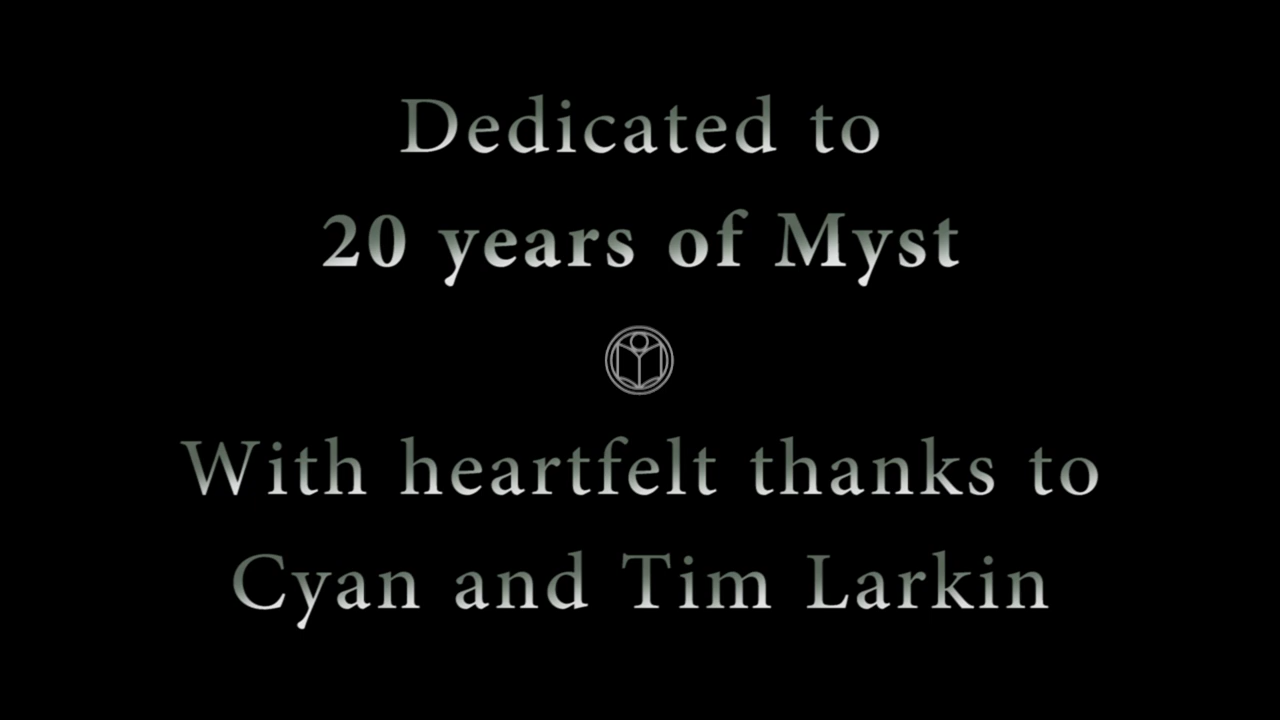 Dedicated to
20 years of Myst
With heartfelt thanks to
Cyan and Tim Larkin